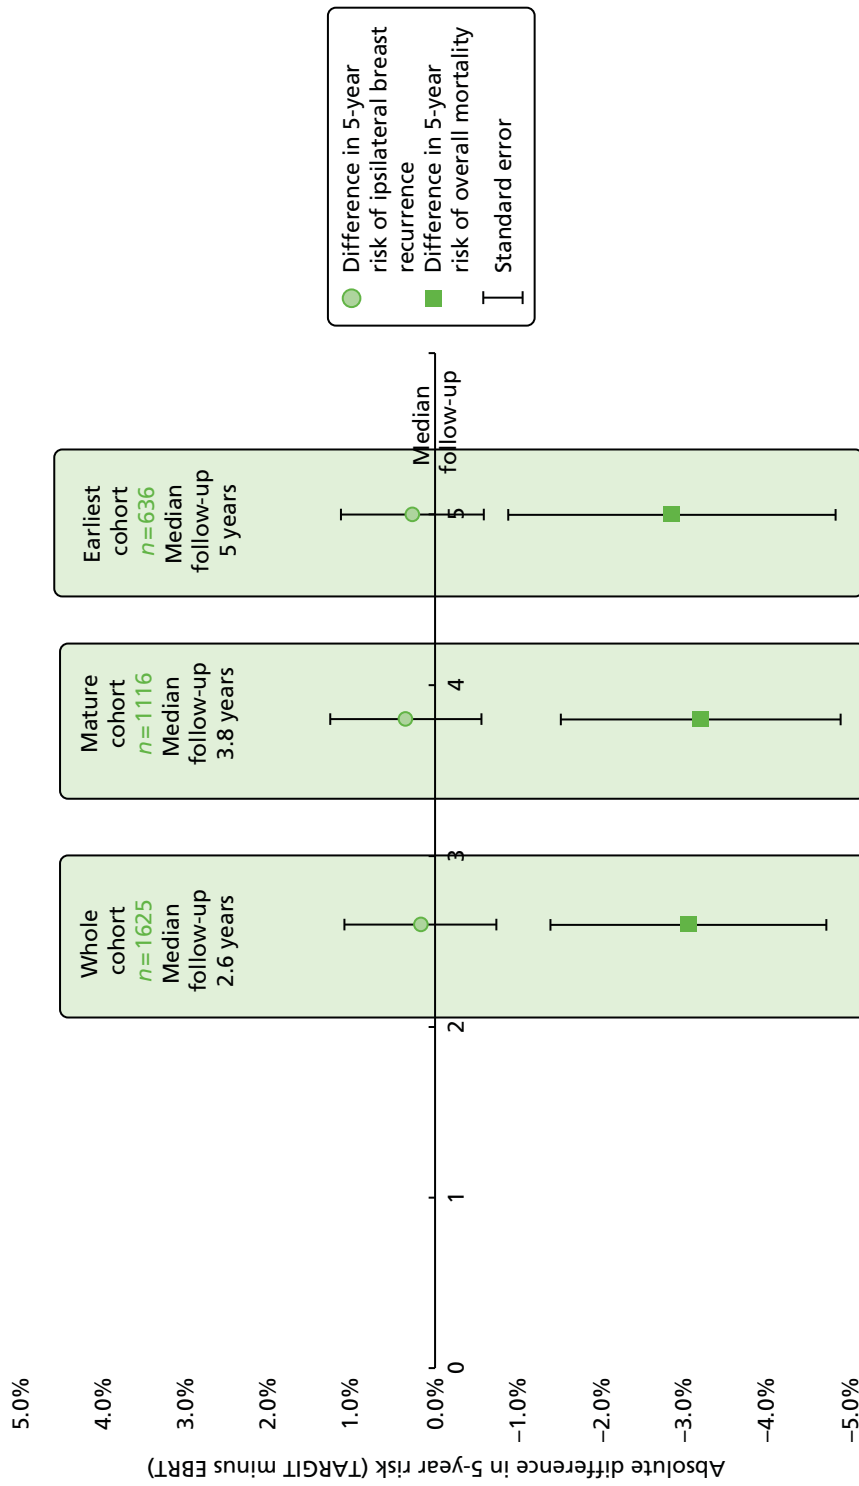 5.0%
4.0%
3.0%
2.0%
1.0%
0.0%
−1.0%
−2.0%
−3.0%
−4.0%
−5.0%
Absolute difference in 5-year risk (TARGIT minus EBRT)
0
1
2
3
4
5
Median
follow-up
Whole
cohort
n=1625
Median
follow-up
2.6 years
Mature
cohort
n=1116
Median
follow-up
3.8 years
Earliest
cohort
n=636
Median
follow-up
5 years
Difference in 5-year
risk of ipsilateral breast
recurrence
Difference in 5-year
risk of overall mortality
Standard error